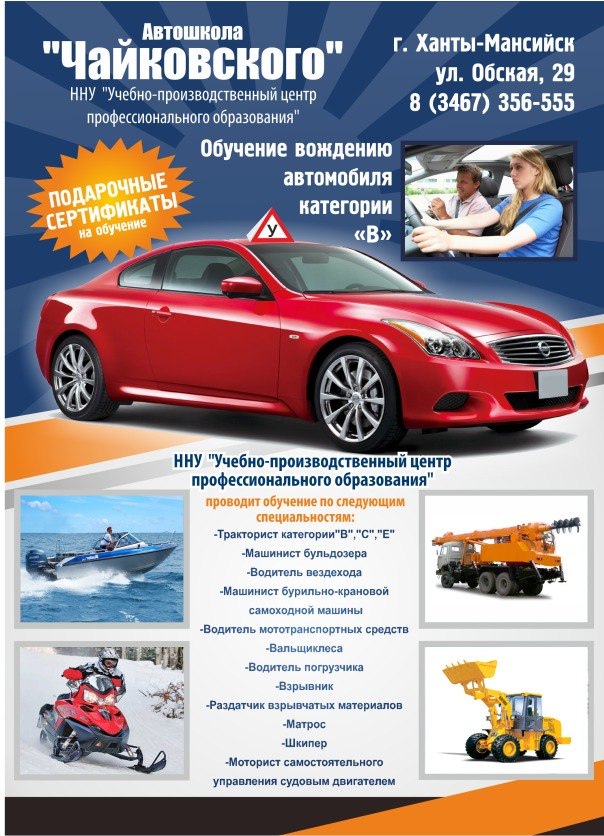 Автошкола
"Чайковского"
ННУ "Учебно-производственный центр
профессионального образования"
г. Ханты-Мансийск
ул. Обская, 29
8 (3467) 356-555
Обучение вождению
автомобиля
категории
«В»
ПОДАРОЧНЫЕ
СЕРТИФИКАТЫ
на обучение
У
ННУ "Учебно-производственный центр
профессионального образования"
проводит обучение по следующим
специальностям:
-Тракторист категории"В","С","Е"
-Машинист бульдозера
-Водитель вездехода
-Машинист бурильно-крановой
самоходной машины
-Водитель мототранспортных средств
-Вальщиклеса
-Водитель погрузчика
-Взрывник
-Раздатчик взрывчатых материалов
-Матрос
-Шкипер
-Моторист самостоятельного
управления судовым двигателем